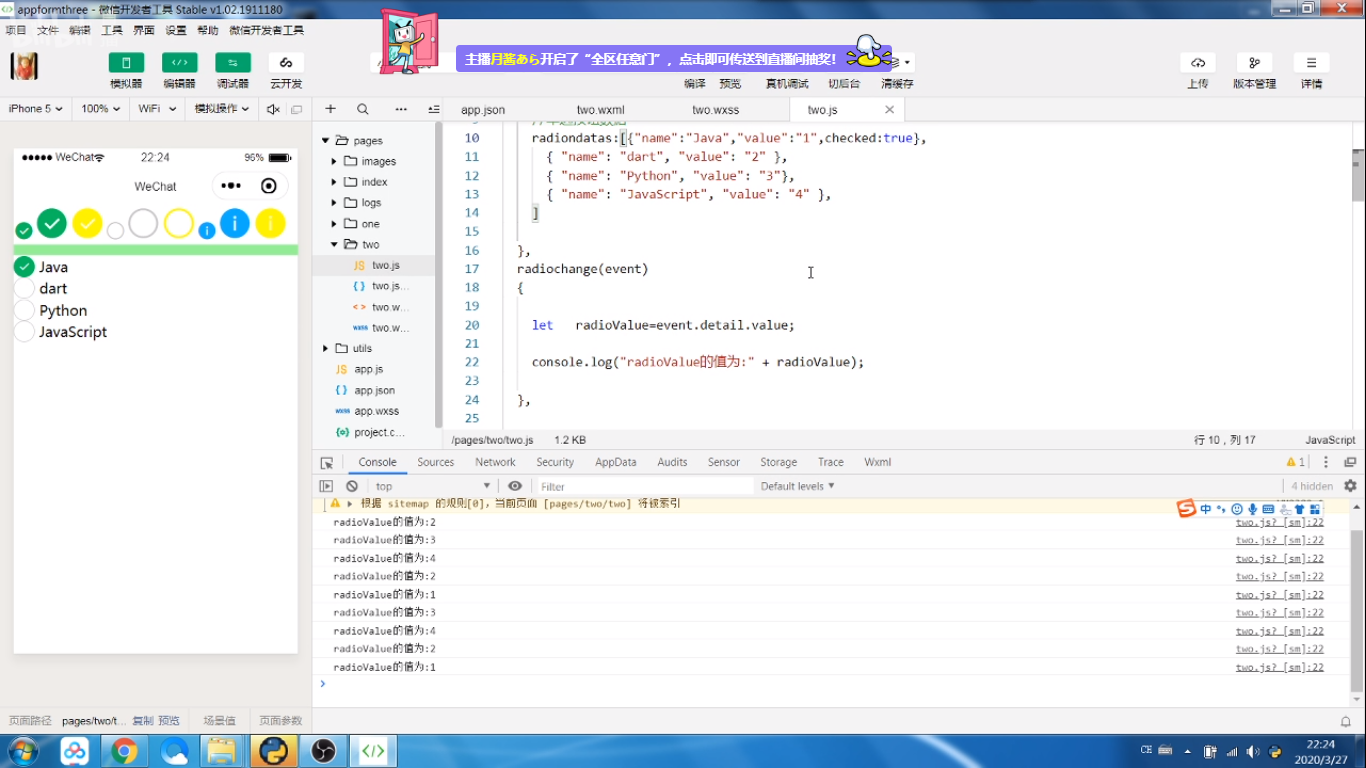 appformthree - 微信开发者工具 Stable v1.02.1911180
项目 文件 编辑 工具 界面 设置 帮助 微信开发者工具
主播月酱あら开启了“全区任意门”，点击即可传送到直播间抽奖！
模拟器 编辑器 调试器 云开发 编译 预览 真机调试 切后台 清缓存 上传 版本管理 详情
iPhone 5 100% WiFi 模拟操作 app.json two.wxml two.wxss two.js
WeChat 22:24 96%
WeChat
Java
dart
Python
JavaScript
pages
images
index
logs
one
two
two.js
two.js...
two.w...
two.w...
utils
app.js
app.json
app.wxss
project.c...
10 radiondatas:[{"name":"Java","value":"1",checked:true},
11 { "name": "dart", "value": "2" },
12 { "name": "Python", "value": "3"},
13 { "name": "JavaScript", "value": "4" },
14 ]
15
16 },
17 radiochange(event)
18 {
19
20 let radioValue=event.detail.value;
21
22 console.log("radioValue的值为:" + radioValue);
23
24 },
25
/pages/two/two.js 1.2 KB 行 10，列 17 JavaScript
Console Sources Network Security AppData Audits Sensor Storage Trace Wxml 1
top Filter Default levels 4 hidden
根据 sitemap 的规则[0]，当前页面 [pages/two/two] 将被索引
中
radioValue的值为:2 two.js? [sm]:22
radioValue的值为:3 two.js? [sm]:22
radioValue的值为:4 two.js? [sm]:22
radioValue的值为:2 two.js? [sm]:22
radioValue的值为:1 two.js? [sm]:22
radioValue的值为:3 two.js? [sm]:22
radioValue的值为:4 two.js? [sm]:22
radioValue的值为:2 two.js? [sm]:22
radioValue的值为:1 two.js? [sm]:22
页面路径 pages/two/t... 复制 预览 场景值 页面参数
CE 22:24
2020/3/27